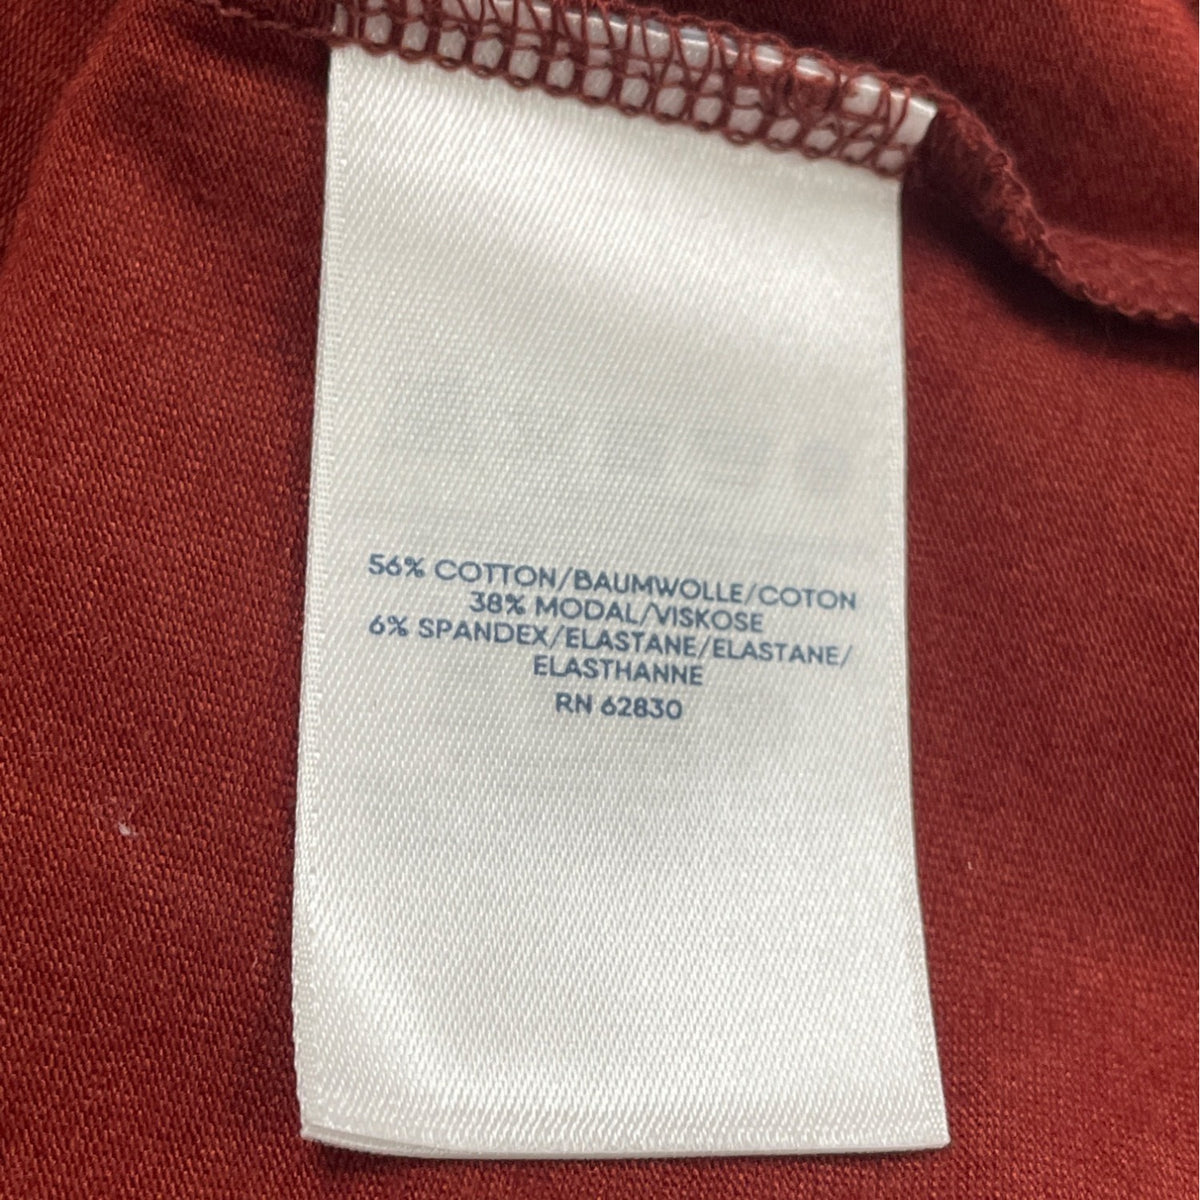 56% COTTON/BAUMWOLLE/COTON
38% MODAL/VISKOSE
6% SPANDEX/ELASTANE/ELASTANE/
ELASTHANNE
RN 62830